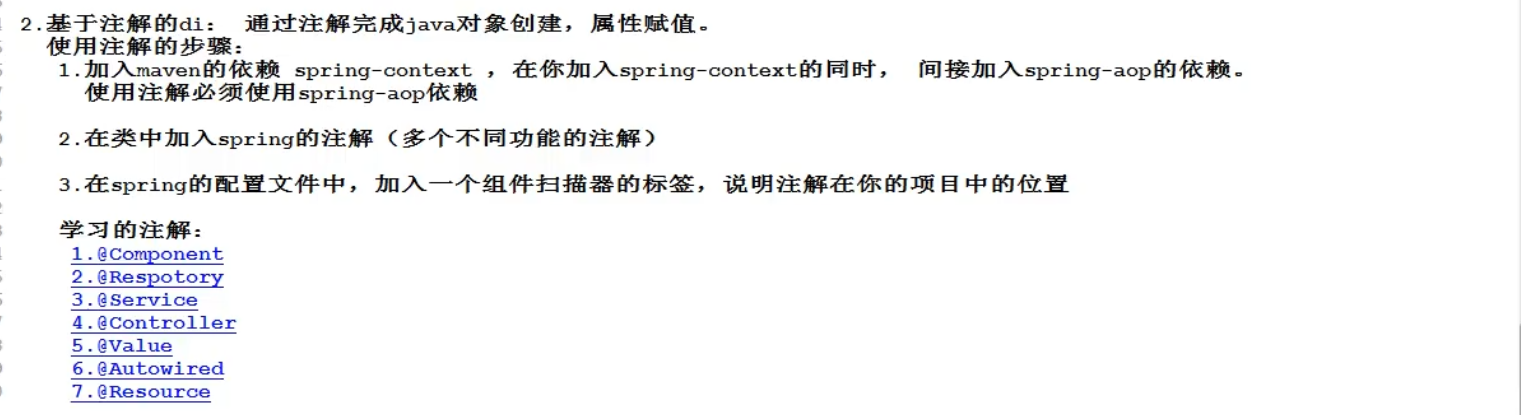 2.基于注解的di： 通过注解完成java对象创建，属性赋值。
使用注解的步骤：
1.加入maven的依赖 spring-context ，在你加入spring-context的同时， 间接加入spring-aop的依赖。
使用注解必须使用spring-aop依赖
2.在类中加入spring的注解（多个不同功能的注解）
3.在spring的配置文件中，加入一个组件扫描器的标签，说明注解在你的项目中的位置
学习的注解：
1.@Component
2.@Respotory
3.@Service
4.@Controller
5.@Value
6.@Autowired
7.@Resource